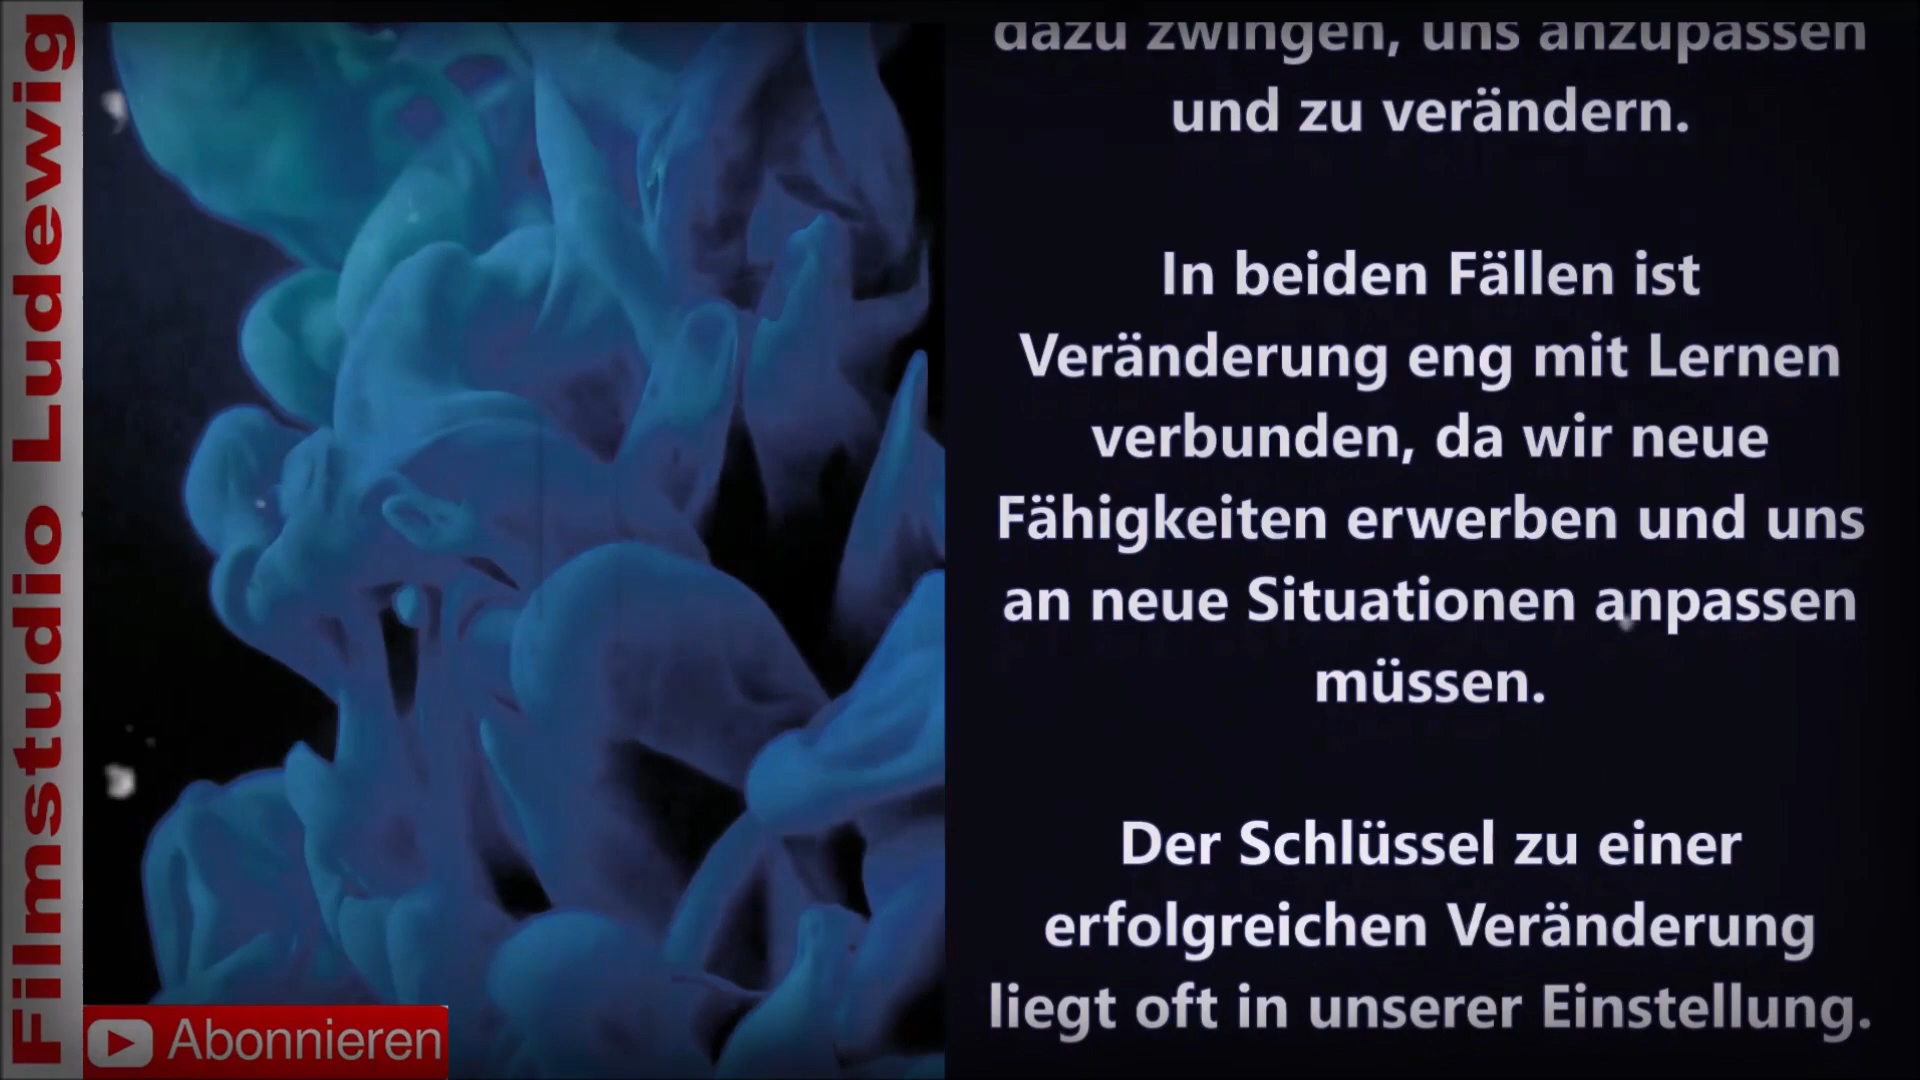 Filmstudio Ludewig
dazu zwingen, uns anzupassen
und zu verändern.
In beiden Fällen ist
Veränderung eng mit Lernen
verbunden, da wir neue
Fähigkeiten erwerben und uns
an neue Situationen anpassen
müssen.
Der Schlüssel zu einer
erfolgreichen Veränderung
liegt oft in unserer Einstellung.
Abonnieren